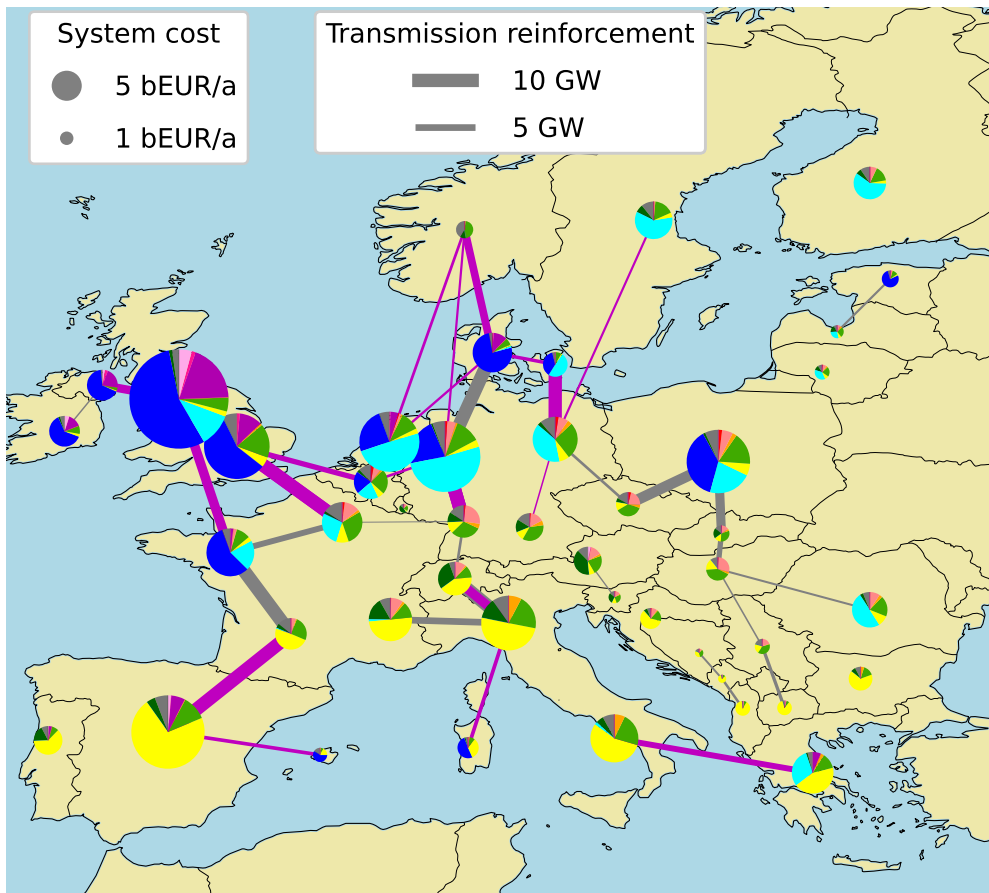 System cost
5 bEUR/a
1 bEUR/a
Transmission reinforcement
10 GW
5 GW